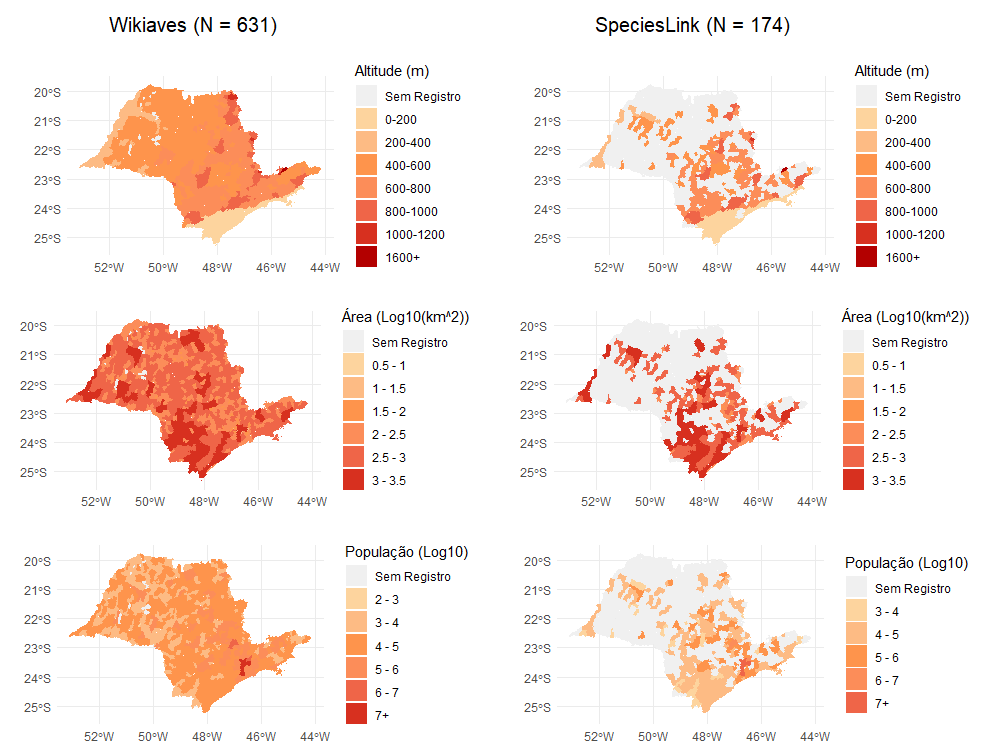 Wikiaves (N = 631)
SpeciesLink (N = 174)
Altitude (m)
Sem Registro
0-200
200-400
400-600
600-800
800-1000
1000-1200
1600+
20°S
21°S
22°S
23°S
24°S
25°S
52°W
50°W
48°W
46°W
44°W
Altitude (m)
Sem Registro
0-200
200-400
400-600
600-800
800-1000
1000-1200
1600+
20°S
21°S
22°S
23°S
24°S
25°S
52°W
50°W
48°W
46°W
44°W
Área (Log10(km^2))
Sem Registro
0.5 - 1
1 - 1.5
1.5 - 2
2 - 2.5
2.5 - 3
3 - 3.5
20°S
21°S
22°S
23°S
24°S
25°S
52°W
50°W
48°W
46°W
44°W
Área (Log10(km^2))
Sem Registro
0.5 - 1
1 - 1.5
1.5 - 2
2 - 2.5
2.5 - 3
3 - 3.5
20°S
21°S
22°S
23°S
24°S
25°S
52°W
50°W
48°W
46°W
44°W
População (Log10)
Sem Registro
2 - 3
3 - 4
4 - 5
5 - 6
6 - 7
7+
20°S
21°S
22°S
23°S
24°S
25°S
52°W
50°W
48°W
46°W
44°W
População (Log10)
Sem Registro
3 - 4
4 - 5
5 - 6
6 - 7
7+
20°S
21°S
22°S
23°S
24°S
25°S
52°W
50°W
48°W
46°W
44°W